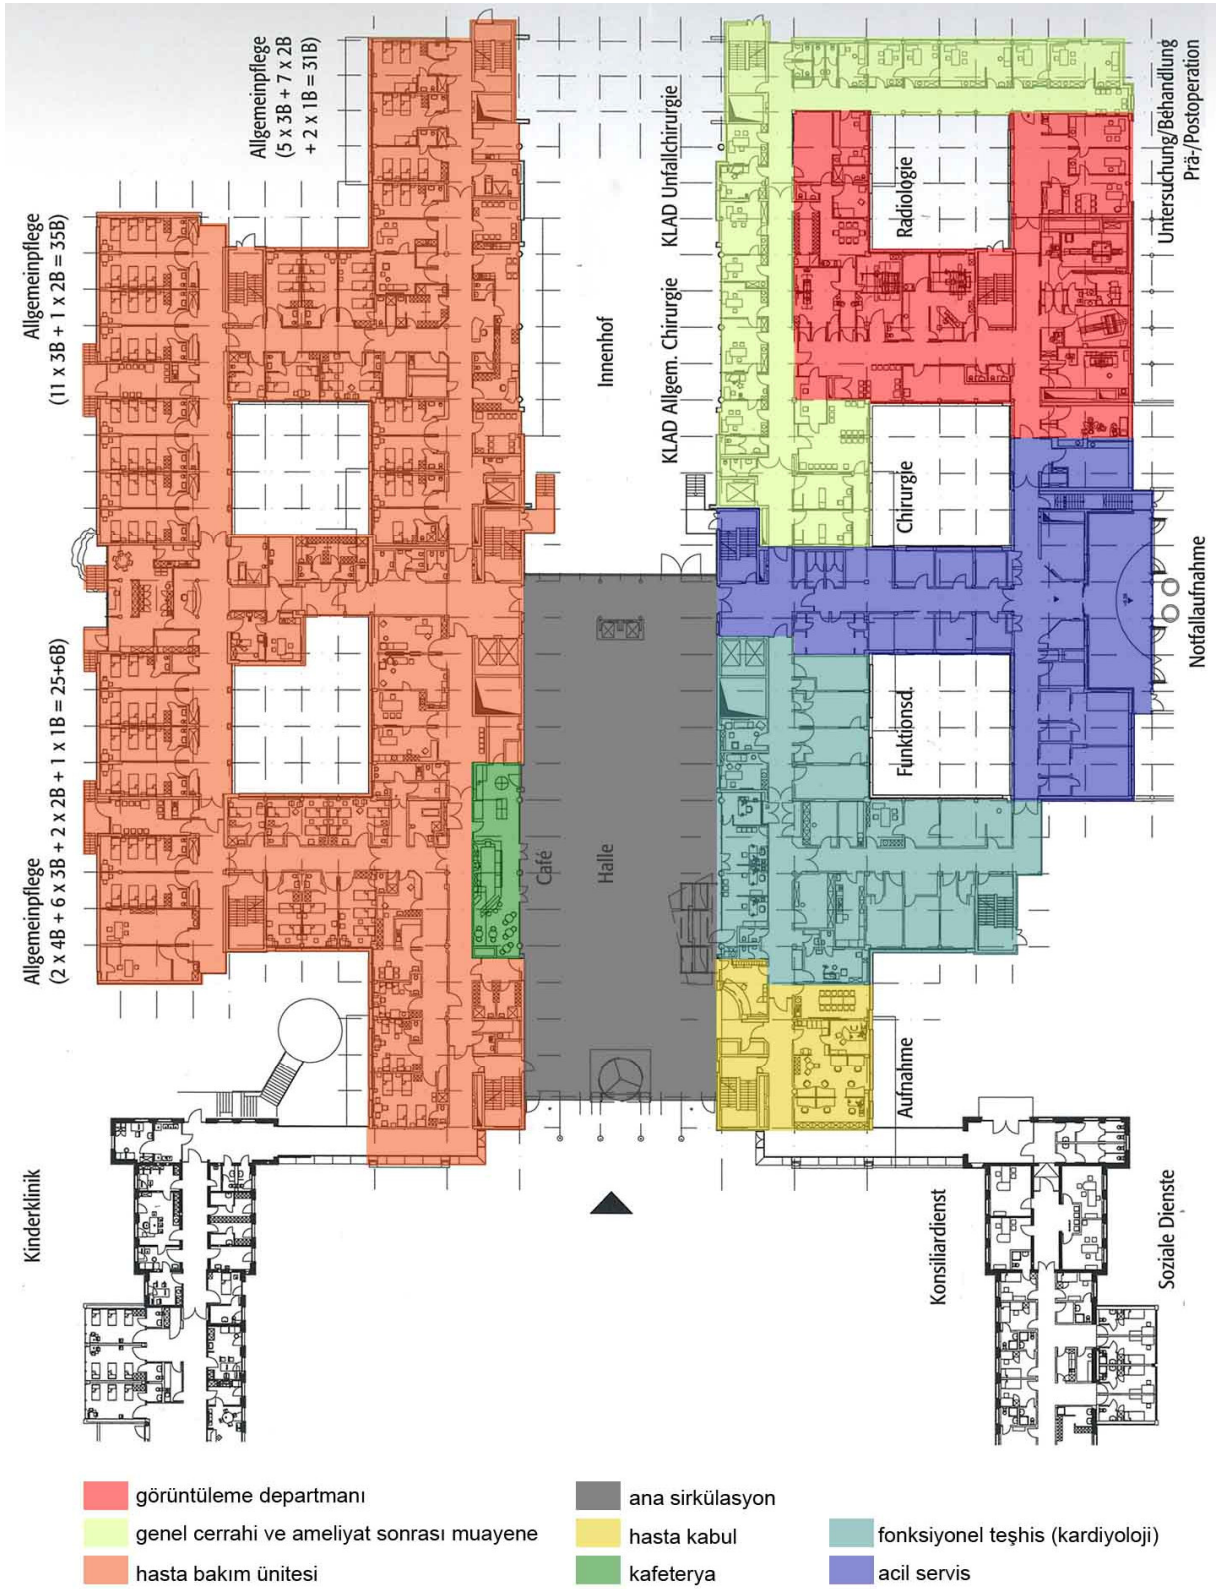 Allgemeinpflege
(5 x 3B + 7 x 2B
+ 2 x 1B = 31B)
Allgemeinpflege
(11 x 3B + 1 x 2B = 35B)
Allgemeinpflege
(2 x 4B + 6 x 3B + 2 x 2B + 1 x 1B = 25+6B)
Kinderklinik
Innenhof
Café
Halle
KLAD Unfallchirurgie
KLAD Allgem. Chirurgie
Radiologie
Chirurgie
Funktionsd.
Aufnahme
Untersuchung/Behandlung
Prä-/Postoperation
Notfallaufnahme
Konsiliardienst
Soziale Dienste
görüntüleme departmanı
genel cerrahi ve ameliyat sonrası muayene
hasta bakım ünitesi
ana sirkülasyon
hasta kabul
kafeterya
fonksiyonel teşhis (kardiyoloji)
acil servis